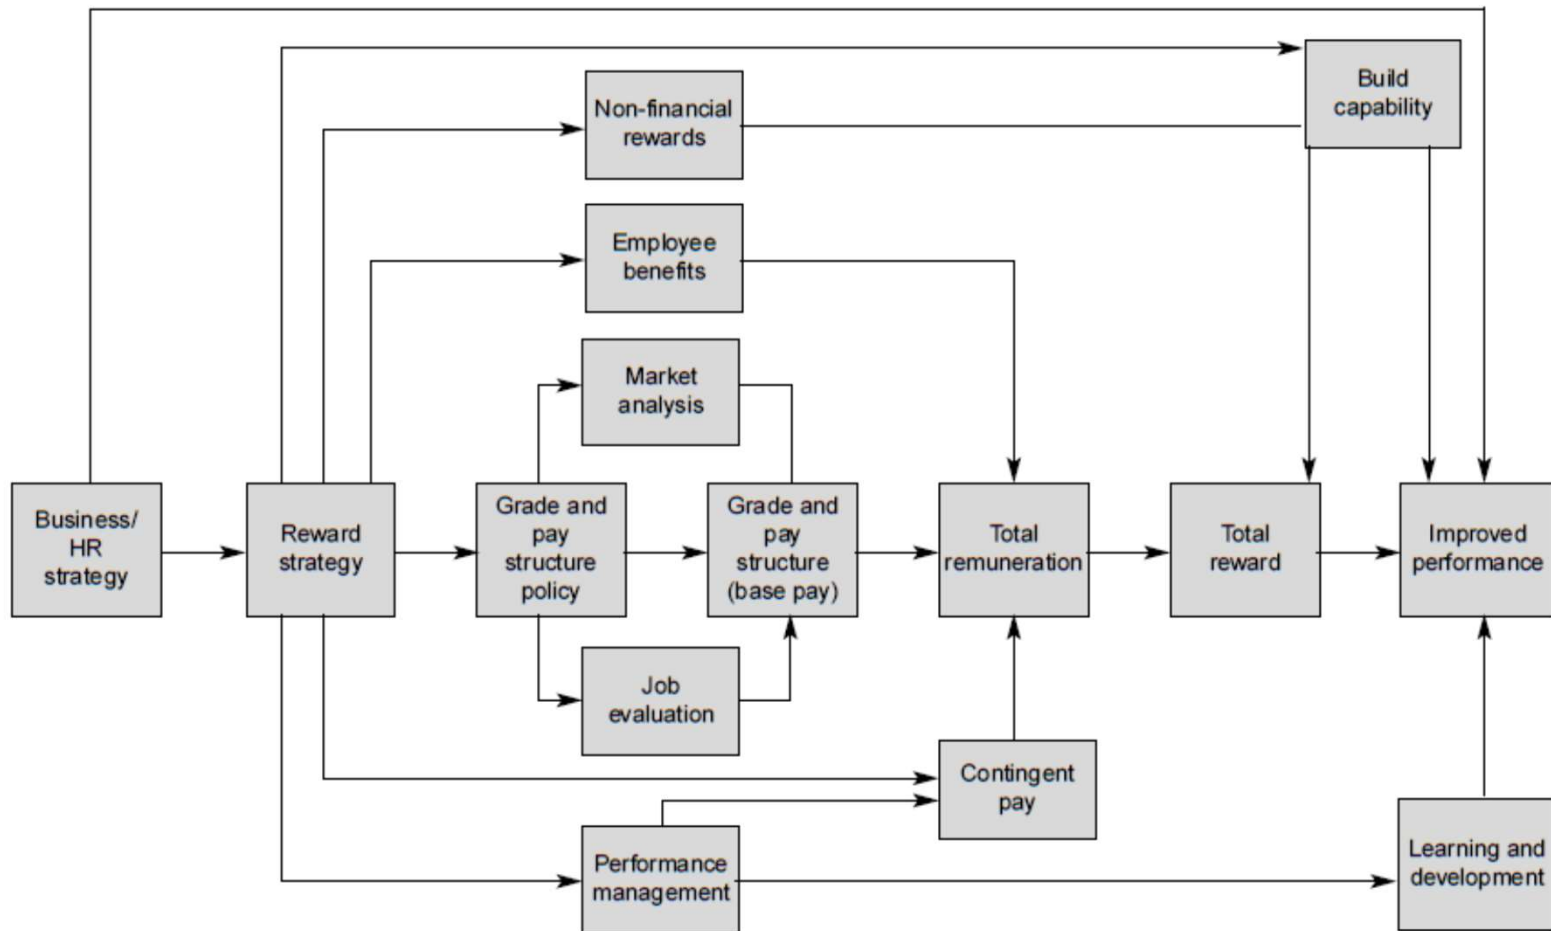 Build
capability
Non-financial
rewards
Employee
benefits
Market
analysis
Business/
HR
strategy
Reward
strategy
Grade and
pay
structure
policy
Grade and
pay
structure
(base pay)
Total
remuneration
Total
reward
Improved
performance
Job
evaluation
Contingent
pay
Performance
management
Learning and
development